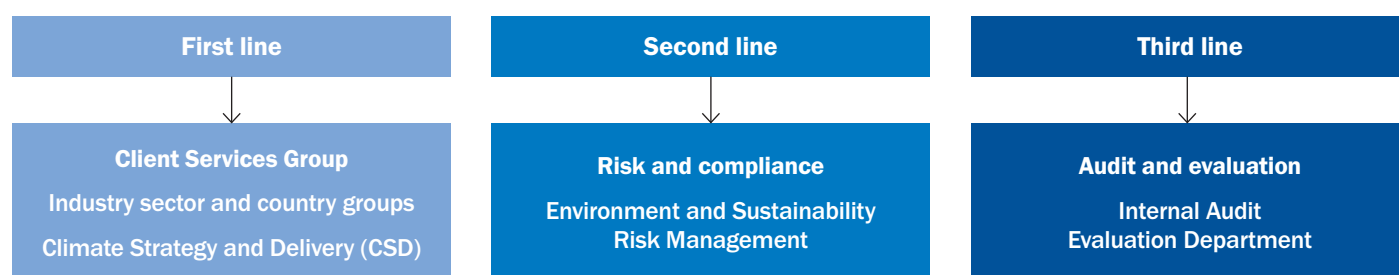 First line
Client Services Group
Industry sector and country groups
Climate Strategy and Delivery (CSD)
Second line
Risk and compliance
Environment and Sustainability
Risk Management
Third line
Audit and evaluation
Internal Audit
Evaluation Department